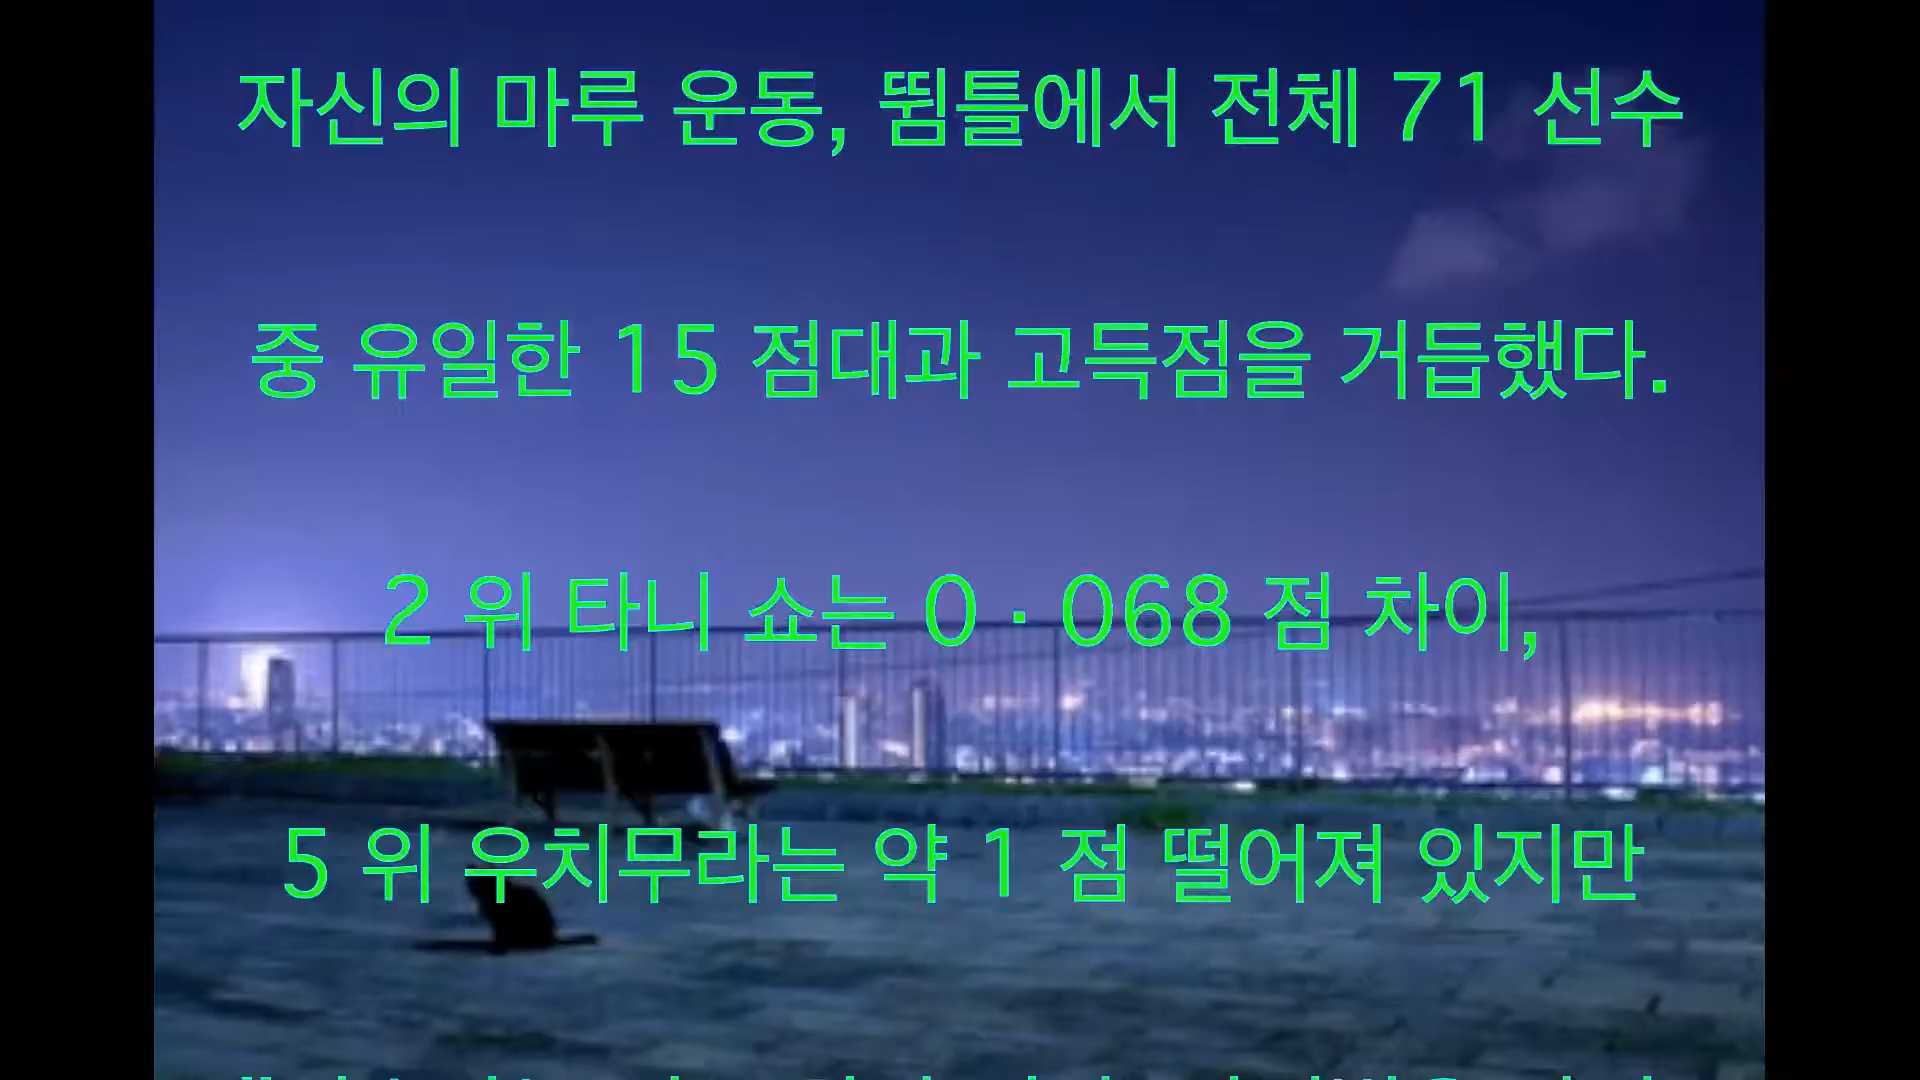 자신의 마루 운동, 뜀틀에서 전체 71 선수
중 유일한 15 점대과 고득점을 거듭했다.
2 위 타니 쇼는 0 · 068 점 차이,
5 위 우치무라는 약 1 점 떨어져 있지만